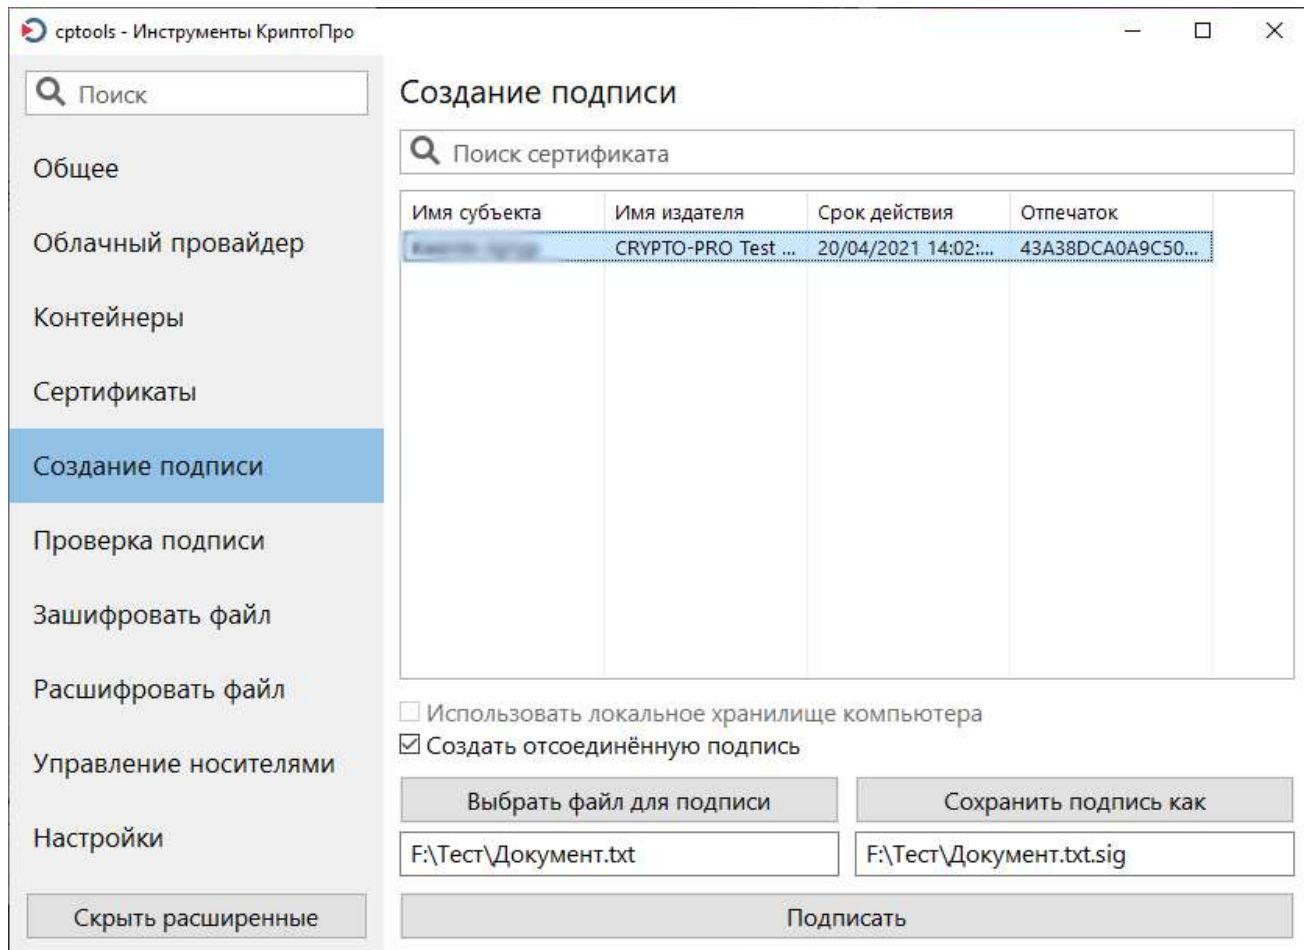 cptools - Инструменты КриптоПро
Поиск
Общее
Облачный провайдер
Контейнеры
Сертификаты
Создание подписи
Проверка подписи
Зашифровать файл
Расшифровать файл
Управление носителями
Настройки
Скрыть расширенные
Создание подписи
Поиск сертификата
Имя субъекта Имя издателя Срок действия Отпечаток
CRYPTO-PRO Test ... 20/04/2021 14:02:... 43A38DCA0A9C50...
Использовать локальное хранилище компьютера
Создать отсоединённую подпись
Выбрать файл для подписи Сохранить подпись как
F:\Тест\Документ.txt F:\Тест\Документ.txt.sig
Подписать